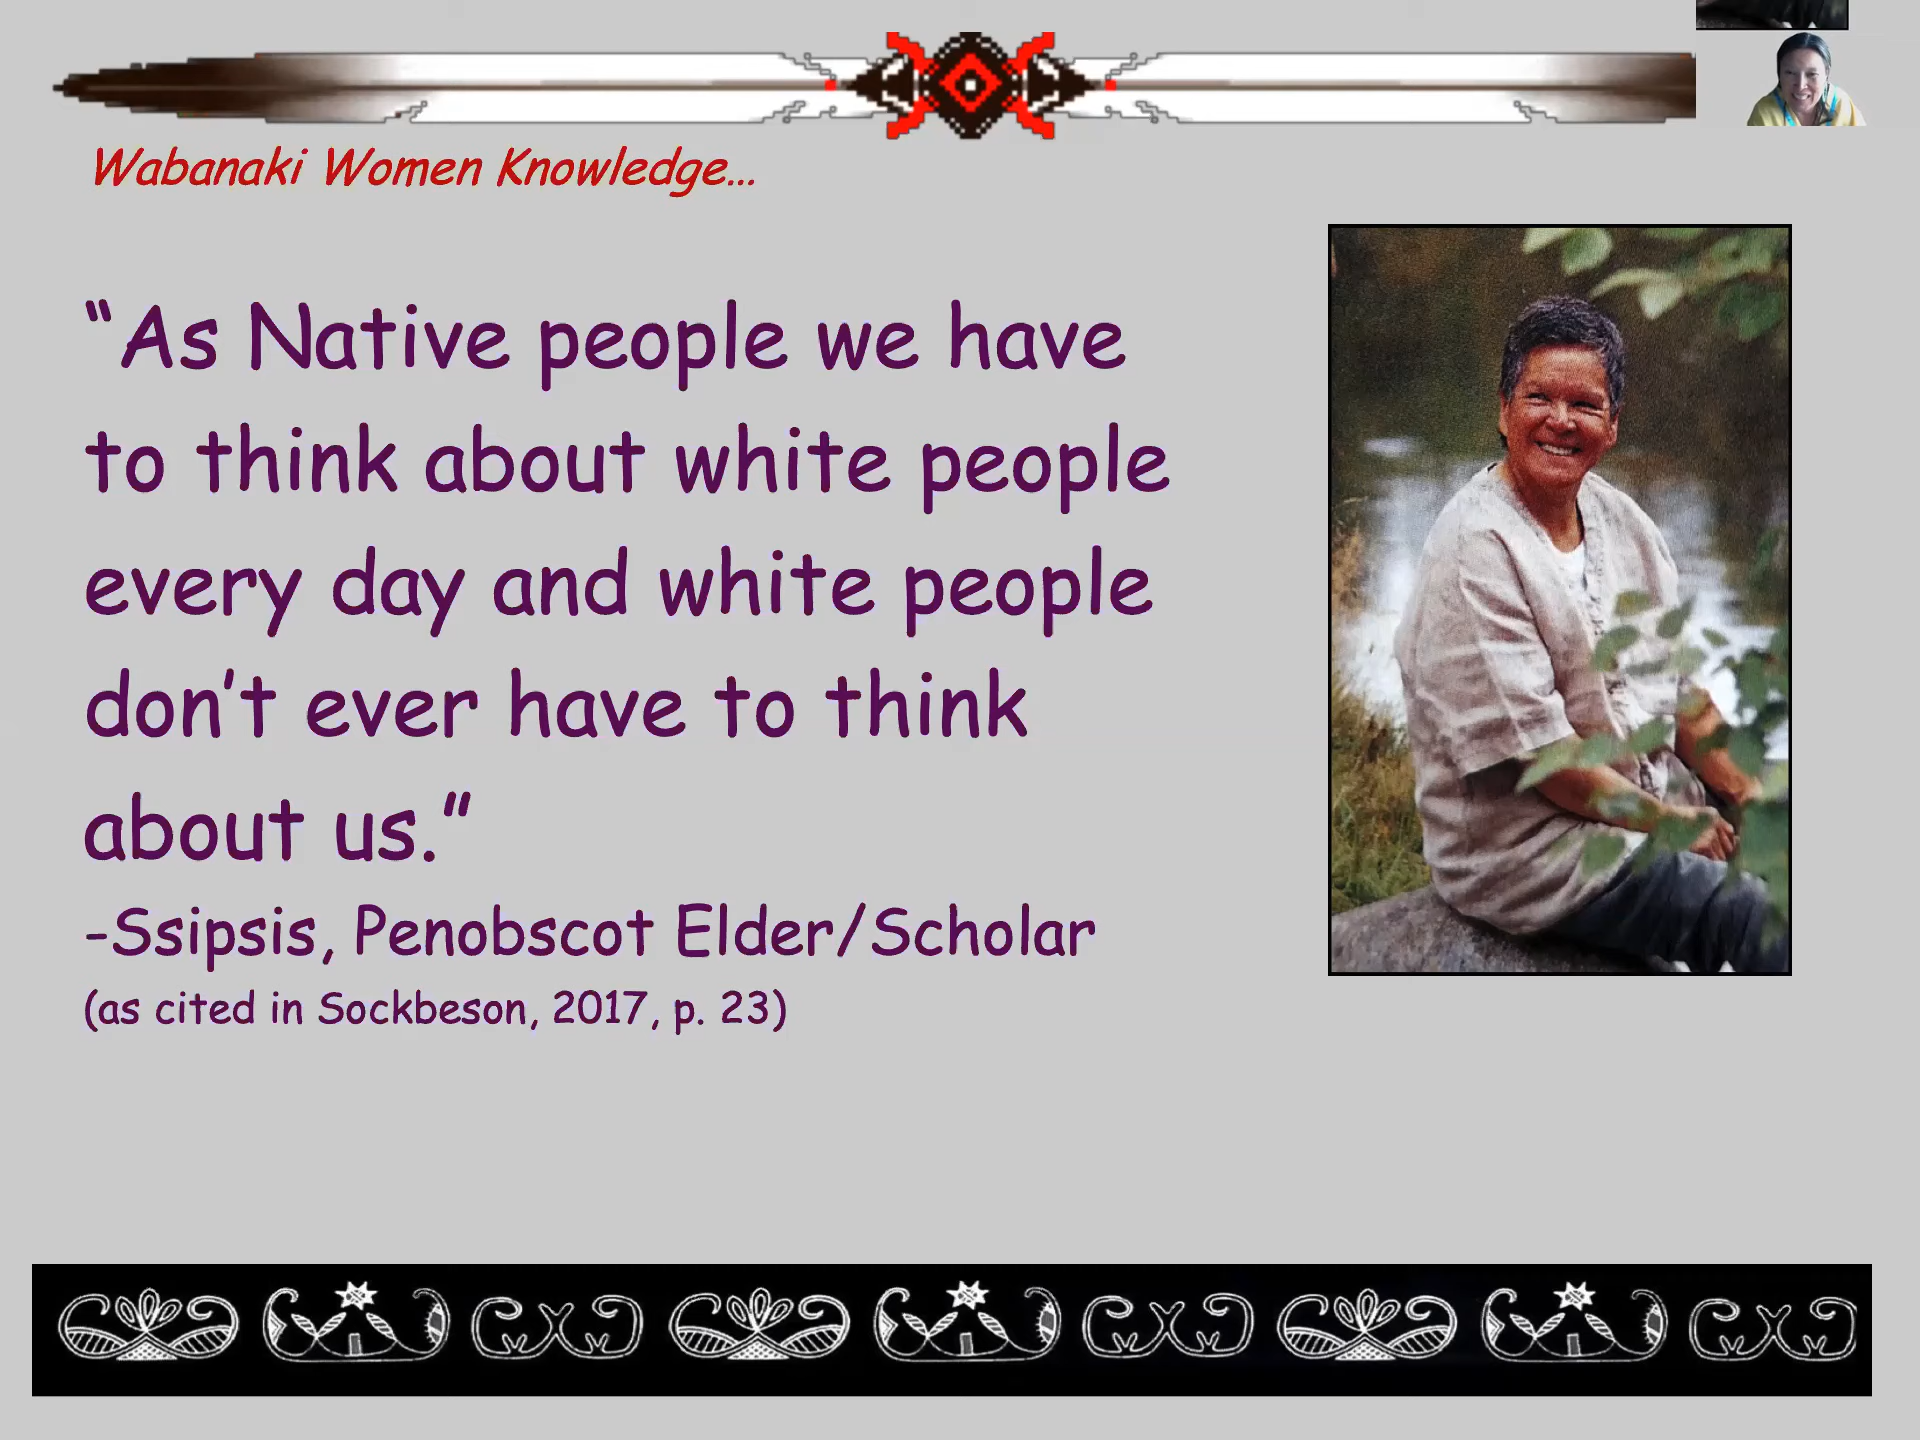 Wabanaki Women Knowledge…
“As Native people we have
to think about white people
every day and white people
don’t ever have to think
about us.”
-Ssipsis, Penobscot Elder/Scholar
(as cited in Sockbeson, 2017, p. 23)